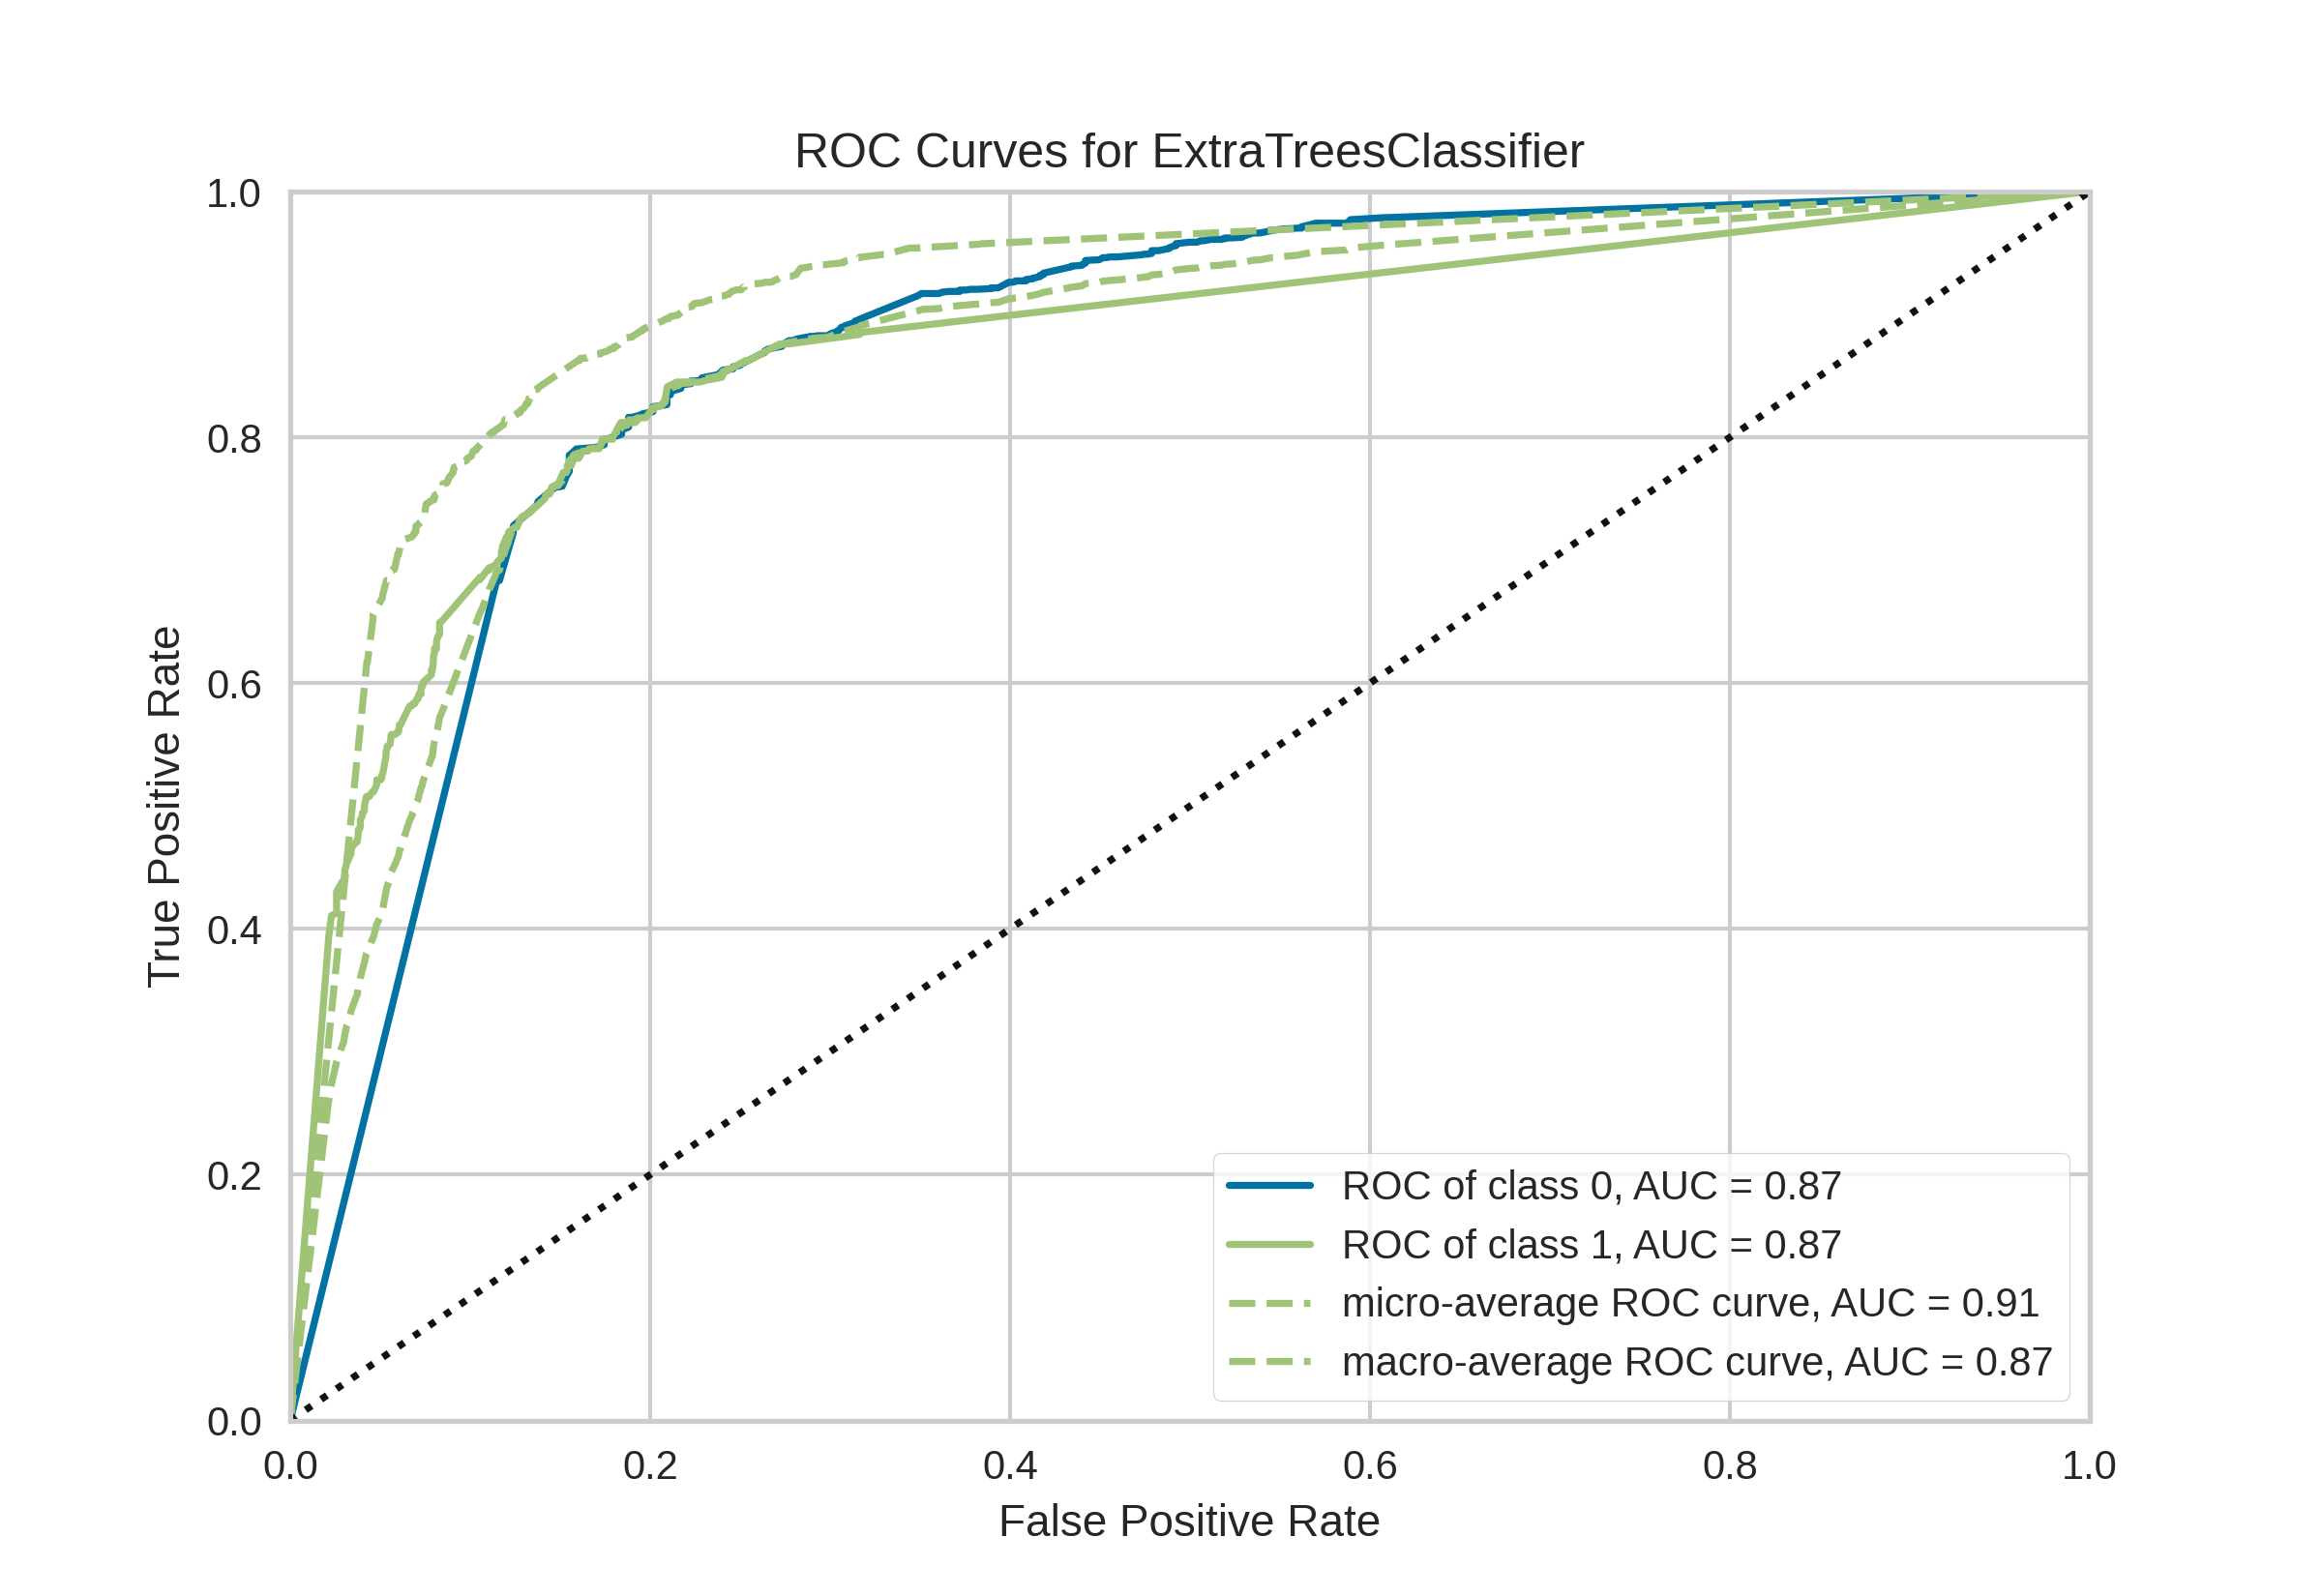 ROC Curves for ExtraTreesClassifier
1.0
0.8
0.6
0.4
0.2
0.0
True Positive Rate
ROC of class 0, AUC = 0.87
ROC of class 1, AUC = 0.87
micro-average ROC curve, AUC = 0.91
macro-average ROC curve, AUC = 0.87
0.0 0.2 0.4 0.6 0.8 1.0
False Positive Rate